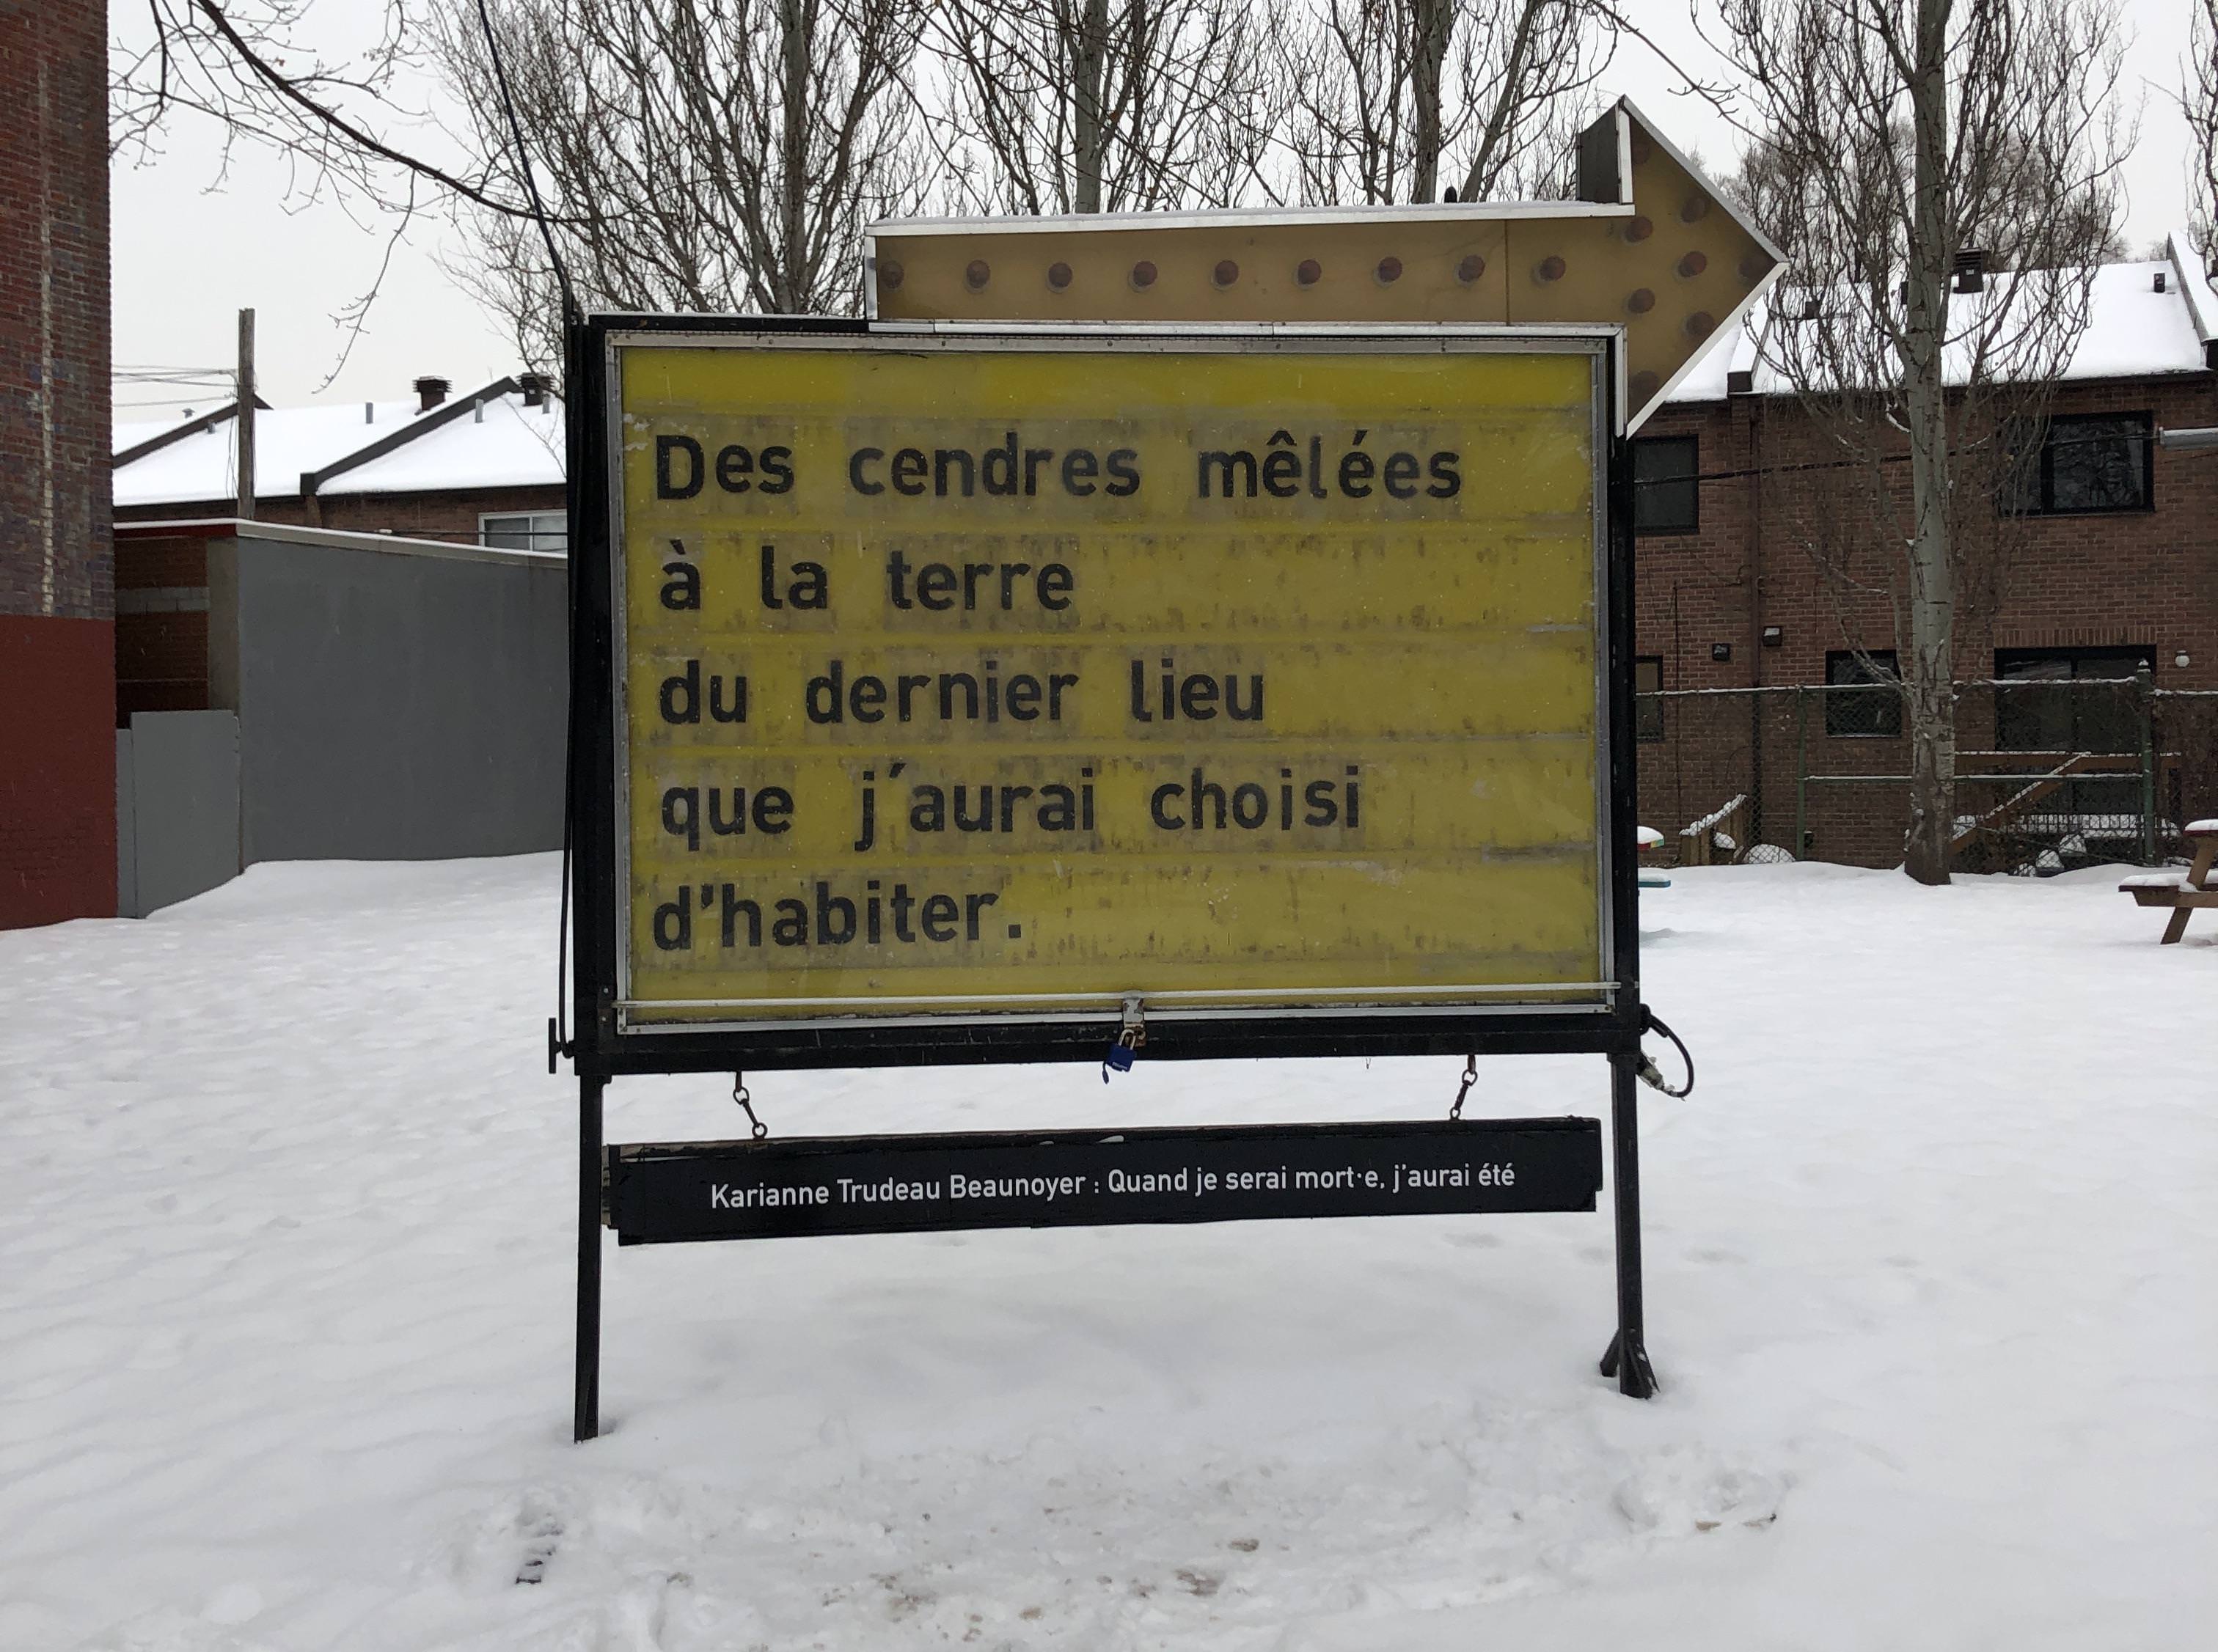 Des cendres mêlées
à la terre
du dernier lieu
que j'aurai choisi
d'habiter.
Karianne Trudeau Beaunoyer : Quand je serai mort·e, j'aurai été